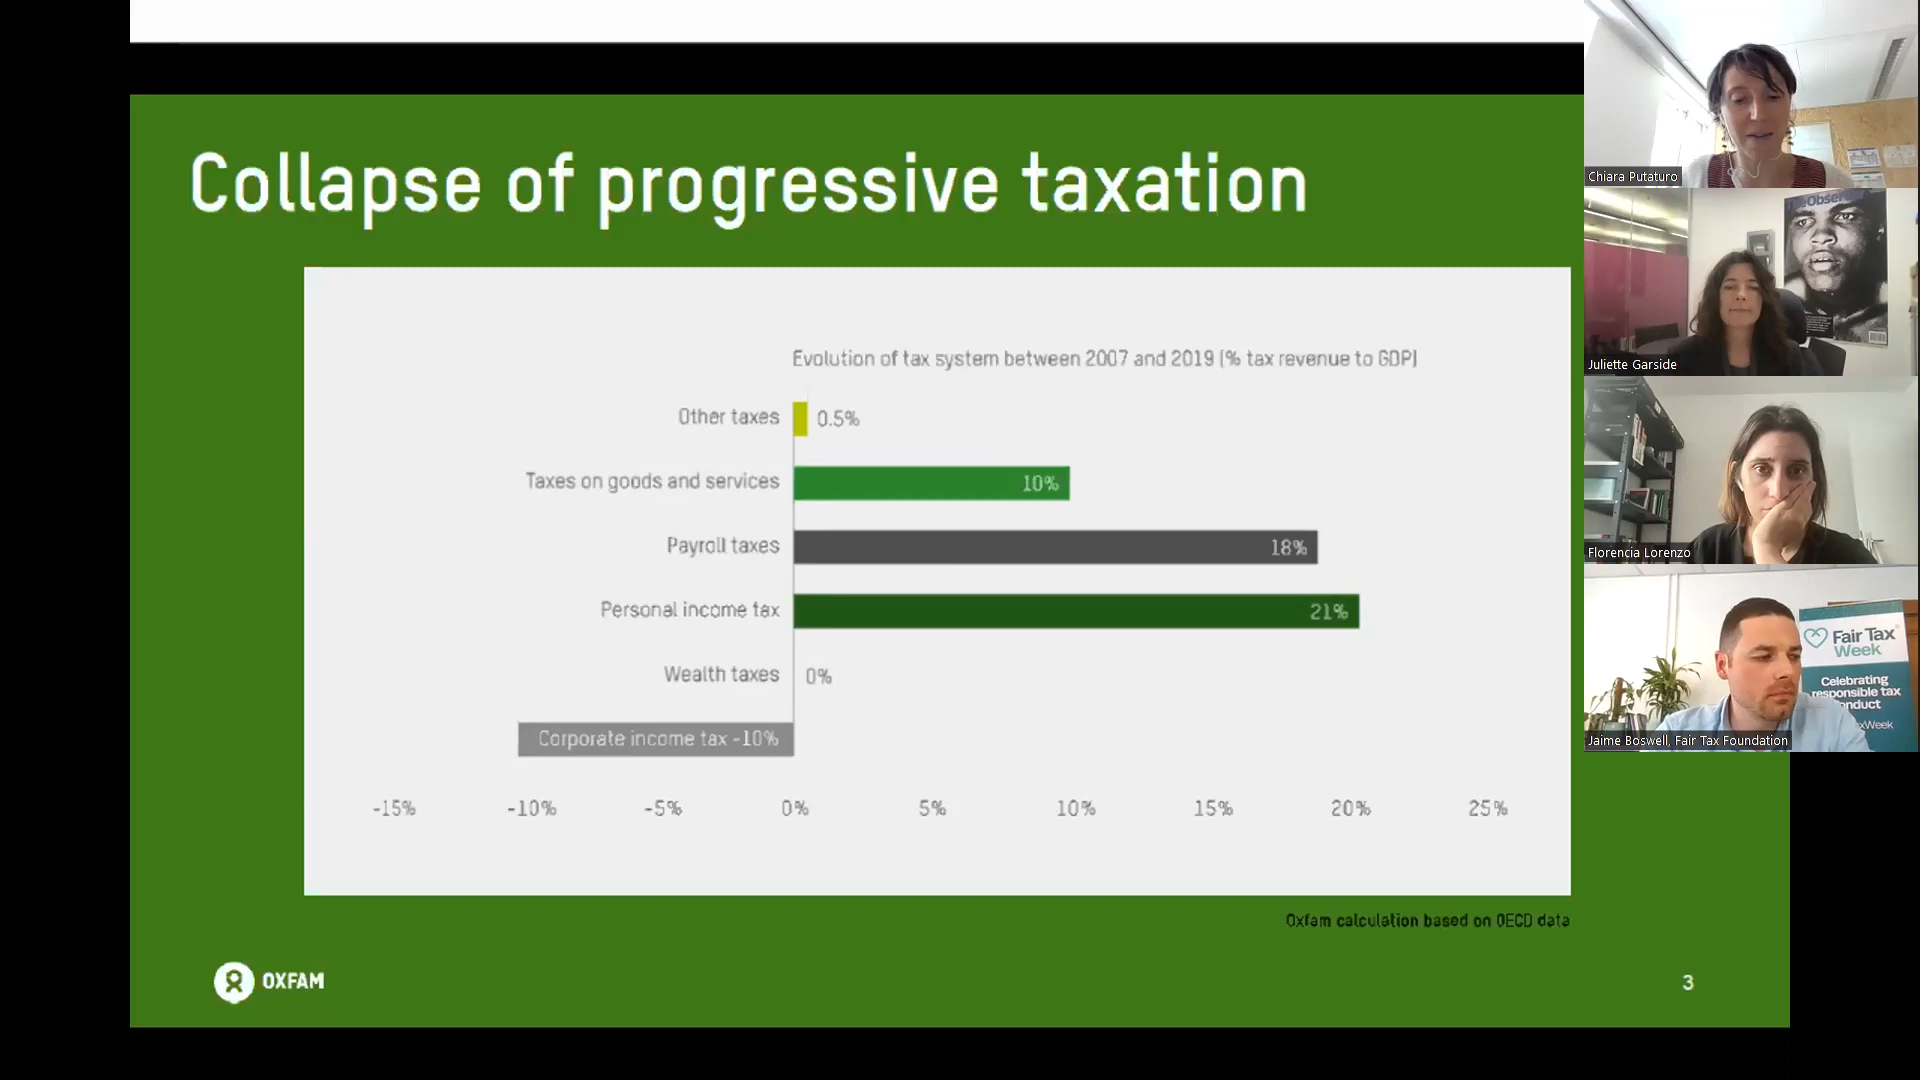 Collapse of progressive taxation
Evolution of tax system between 2007 and 2019 (% tax revenue to GDP)
Other taxes 0.5%
Taxes on goods and services 10%
Payroll taxes 18%
Personal income tax 21%
Wealth taxes 0%
Corporate income tax -10%
-15% -10% -5% 0% 5% 10% 15% 20% 25%
Oxfam calculation based on OECD data
OXFAM
3
Chiara Putaturo
Juliette Garside
Florencia Lorenzo
Fair Tax
Week
Celebrating
responsible tax
Jaime Boswell, Fair Tax Foundation